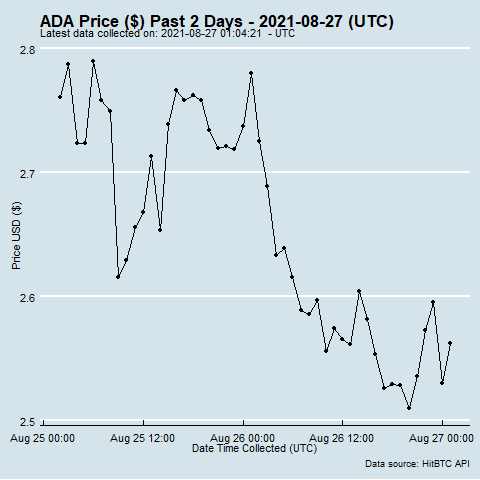 ADA Price ($) Past 2 Days - 2021-08-27 (UTC)
Latest data collected on: 2021-08-27 01:04:21 - UTC
2.8
2.7
2.6
2.5
Price USD ($)
Aug 25 00:00 Aug 25 12:00 Aug 26 00:00 Aug 26 12:00 Aug 27 00:00
Date Time Collected (UTC)
Data source: HitBTC API